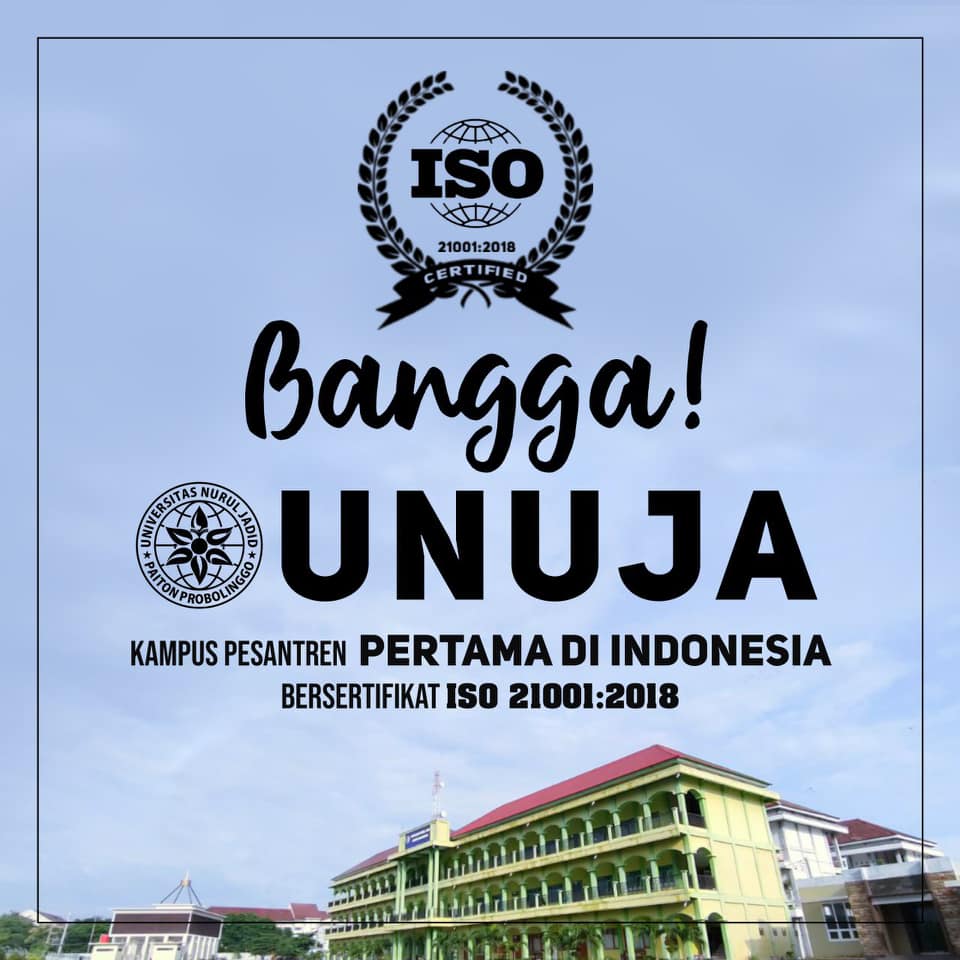 ISO
21001:2018
CERTIFIED
Bangga!
UNIVERSITAS NURUL JADID
PAITON PROBOLINGGO
UNUJA
KAMPUS PESANTREN PERTAMA DI INDONESIA
BERSERTIFIKAT ISO 21001:2018